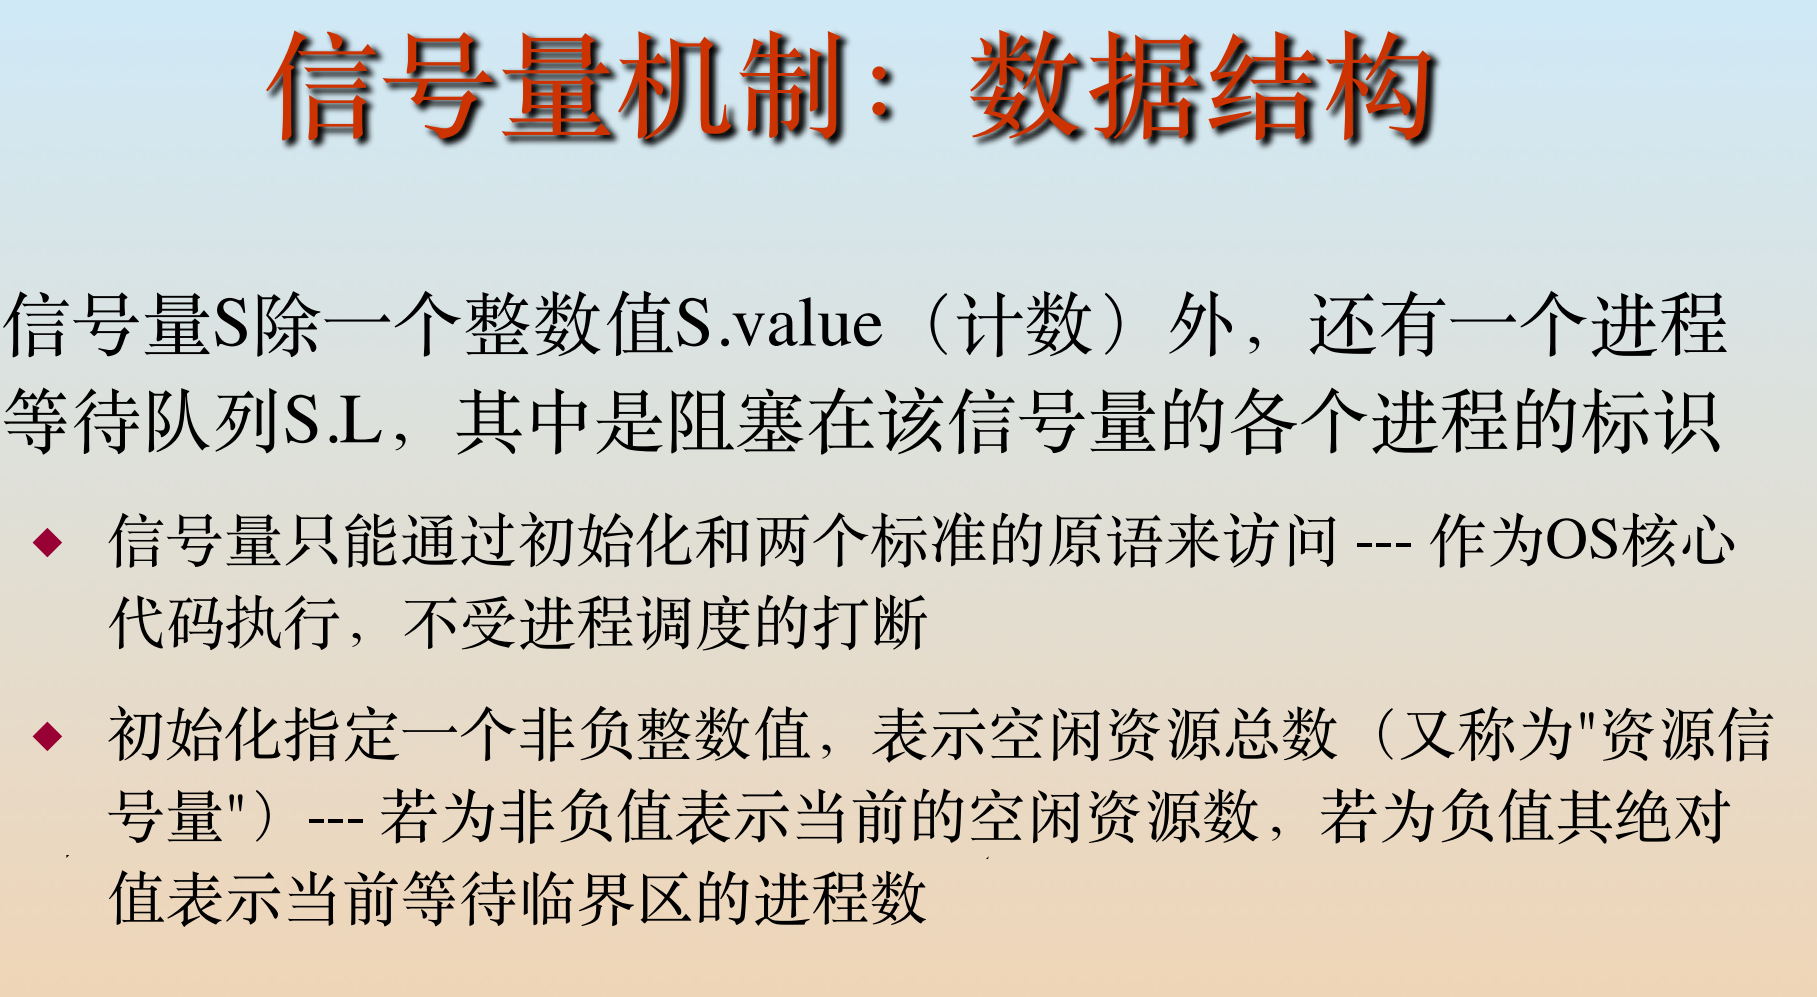 信号量机制：数据结构
信号量S除一个整数值S.value（计数）外，还有一个进程
等待队列S.L，其中是阻塞在该信号量的各个进程的标识
◆ 信号量只能通过初始化和两个标准的原语来访问 --- 作为OS核心
代码执行，不受进程调度的打断
◆ 初始化指定一个非负整数值，表示空闲资源总数（又称为"资源信
号量"）--- 若为非负值表示当前的空闲资源数，若为负值其绝对
值表示当前等待临界区的进程数